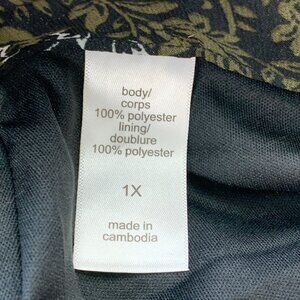 body/
corps
100% polyester
lining/
doublure
100% polyester
1X
made in
cambodia